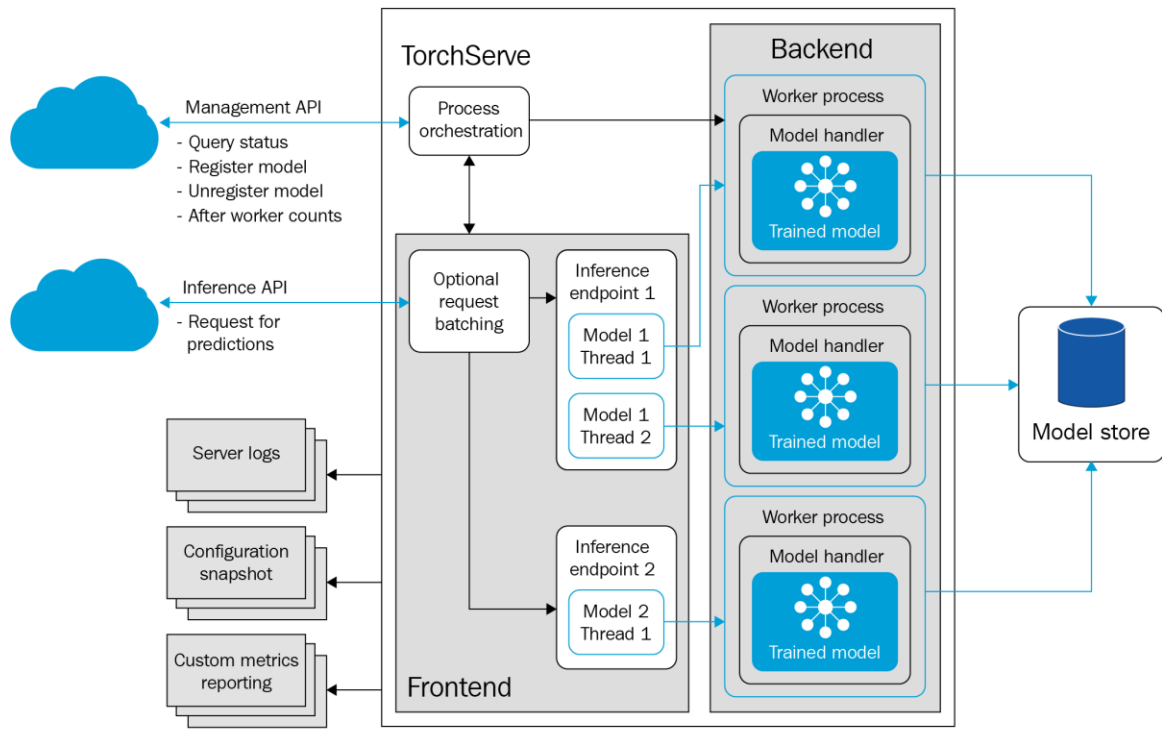 TorchServe
Backend
Management API
- Query status
- Register model
- Unregister model
- After worker counts
Process
orchestration
Worker process
Model handler
Trained model
Inference API
- Request for
predictions
Optional
request
batching
Inference
endpoint 1
Model 1
Thread 1
Model 1
Thread 2
Worker process
Model handler
Trained model
Model store
Server logs
Configuration
snapshot
Custom metrics
reporting
Inference
endpoint 2
Model 2
Thread 1
Frontend
Worker process
Model handler
Trained model